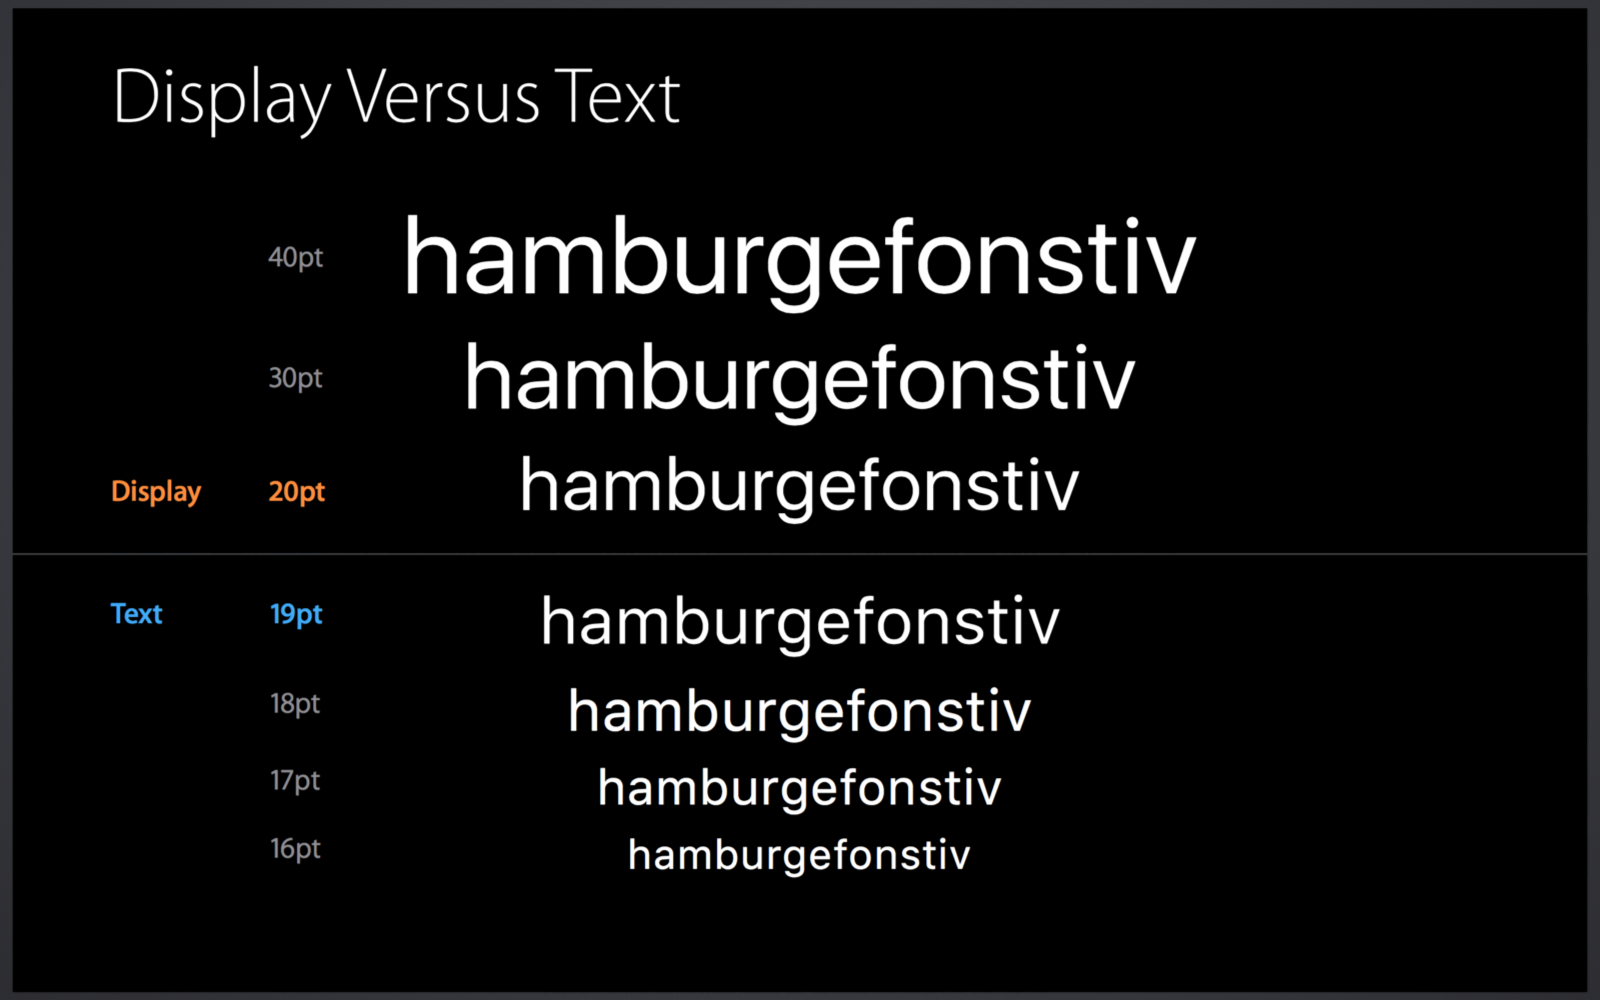 Display Versus Text
40pt hamburgefonstiv
30pt hamburgefonstiv
Display 20pt hamburgefonstiv
Text 19pt hamburgefonstiv
18pt hamburgefonstiv
17pt hamburgefonstiv
16pt hamburgefonstiv